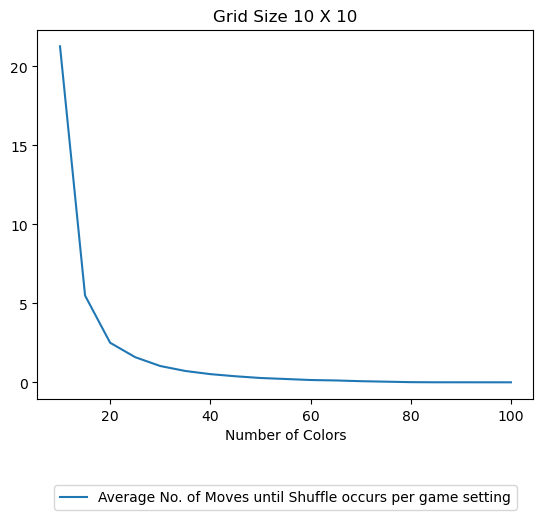 Grid Size 10 X 10
20
15
10
5
0
20 40 60 80 100
Number of Colors
Average No. of Moves until Shuffle occurs per game setting